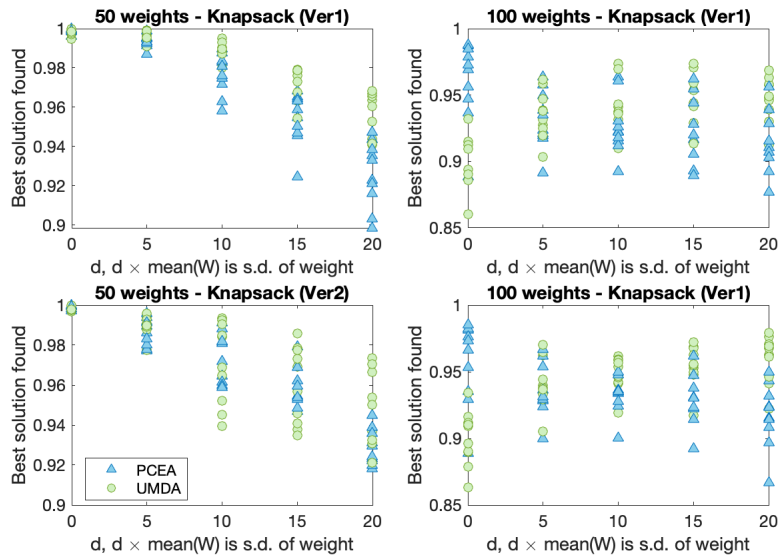 50 weights - Knapsack (Ver1)
Best solution found
1
0.98
0.96
0.94
0.92
0.9
0
5
10
15
20
d, d × mean(W) is s.d. of weight
100 weights - Knapsack (Ver1)
Best solution found
1
0.95
0.9
0.85
0
5
10
15
20
d, d × mean(W) is s.d. of weight
50 weights - Knapsack (Ver2)
Best solution found
1
0.98
0.96
0.94
0.92
0.9
PCEA
UMDA
0
5
10
15
20
d, d × mean(W) is s.d. of weight
100 weights - Knapsack (Ver1)
Best solution found
1
0.95
0.9
0.85
0
5
10
15
20
d, d × mean(W) is s.d. of weight